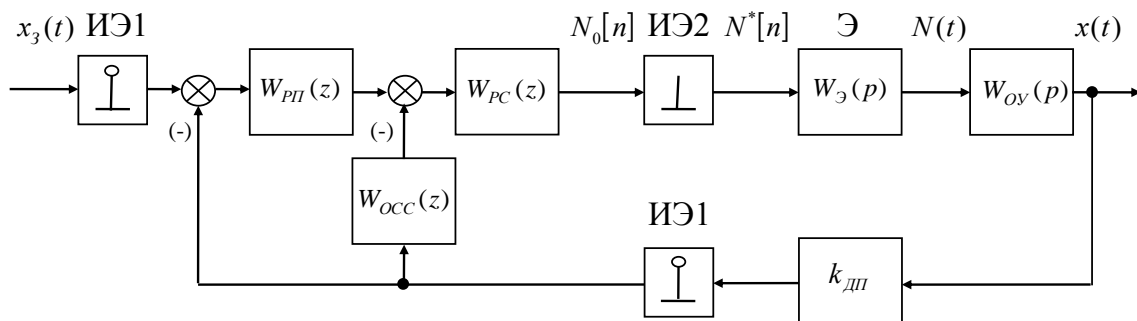 x_З(t) ИЭ1 N_0[n] ИЭ2 N^*[n] Э N(t) x(t)
W_РП(z) W_РС(z) W_Э(p) W_ОУ(p)
(-) (-)
W_ОСС(z)
ИЭ1
k_ДП